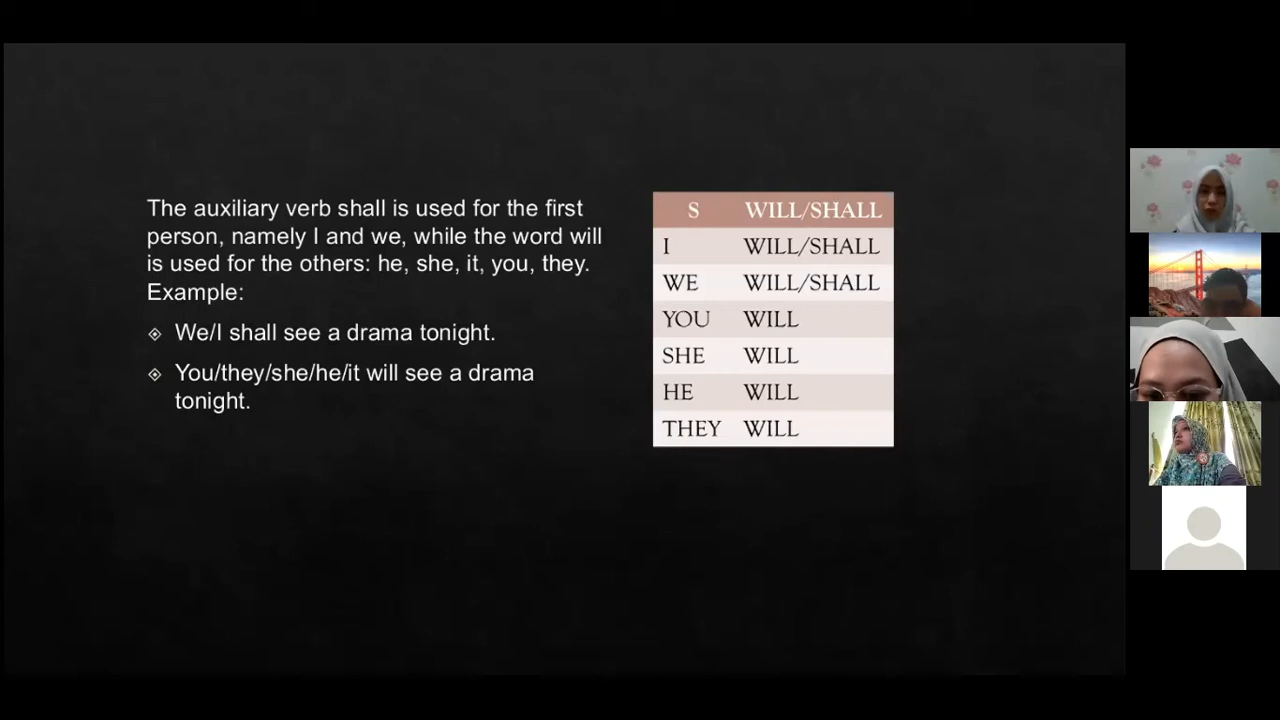 The auxiliary verb shall is used for the first
person, namely I and we, while the word will
is used for the others: he, she, it, you, they.
Example:
We/I shall see a drama tonight.
You/they/she/he/it will see a drama
tonight.
S WILL/SHALL
I WILL/SHALL
WE WILL/SHALL
YOU WILL
SHE WILL
HE WILL
THEY WILL